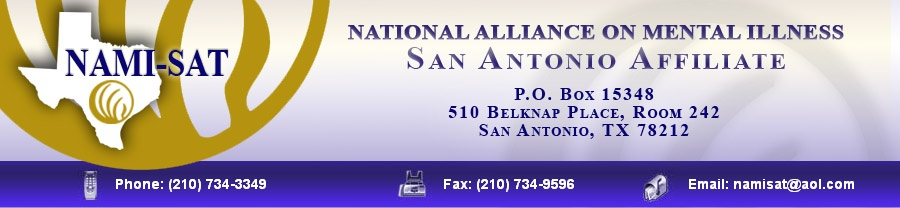 NAMI-SAT
NATIONAL ALLIANCE ON MENTAL ILLNESS
SAN ANTONIO AFFILIATE
P.O. BOX 15348
510 BELKNAP PLACE, ROOM 242
SAN ANTONIO, TX 78212
Phone: (210) 734-3349
Fax: (210) 734-9596
Email: namisat@aol.com